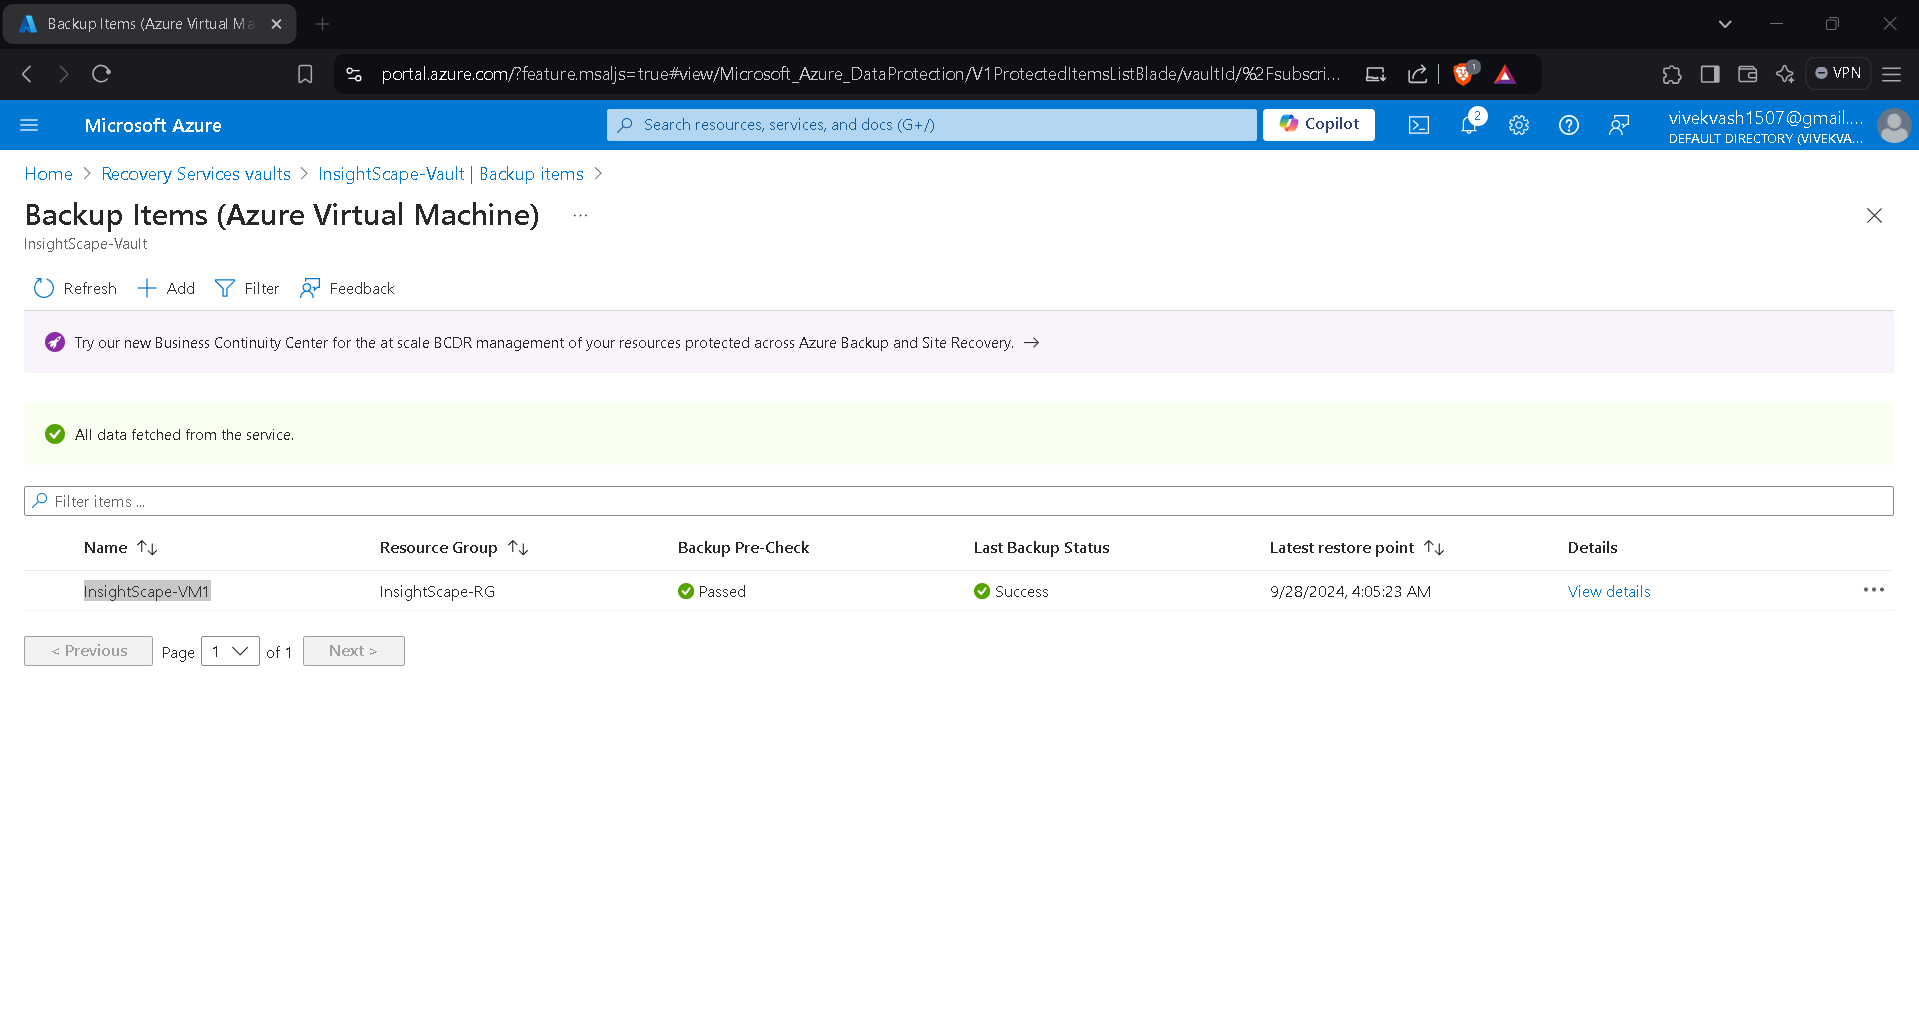 Backup Items (Azure Virtual Ma
portal.azure.com/?feature.msaljs=true#view/Microsoft_Azure_DataProtection/V1ProtectedItemsListBlade/vaultId/%2Fsubscri...
1
VPN
Microsoft Azure
Search resources, services, and docs (G+/)
Copilot
2
vivekvash1507@gmail....
DEFAULT DIRECTORY (VIVEKVA...
Home > Recovery Services vaults > InsightScape-Vault | Backup items >
Backup Items (Azure Virtual Machine) ...
InsightScape-Vault
Refresh Add Filter Feedback
Try our new Business Continuity Center for the at scale BCDR management of your resources protected across Azure Backup and Site Recovery. →
All data fetched from the service.
Filter items ...
Name ↑↓ Resource Group ↑↓ Backup Pre-Check Last Backup Status Latest restore point ↑↓ Details
InsightScape-VM1 InsightScape-RG Passed Success 9/28/2024, 4:05:23 AM View details ...
< Previous Page 1 of 1 Next >